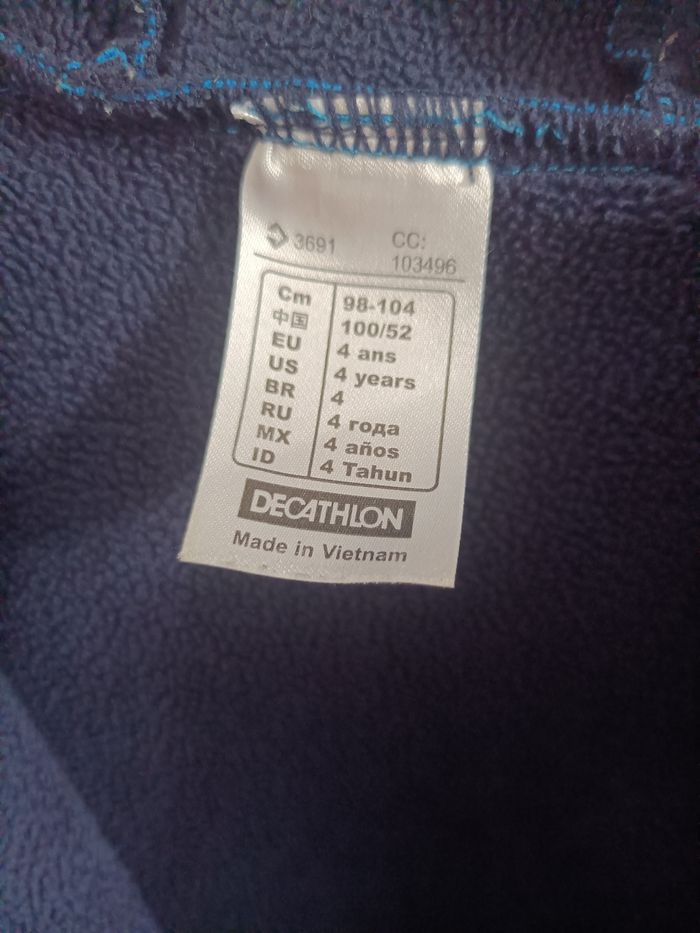 3691 CC:
103496
Cm 98-104
中国 100/52
EU 4 ans
US 4 years
BR 4
RU 4 года
MX 4 años
ID 4 Tahun
DECATHLON
Made in Vietnam